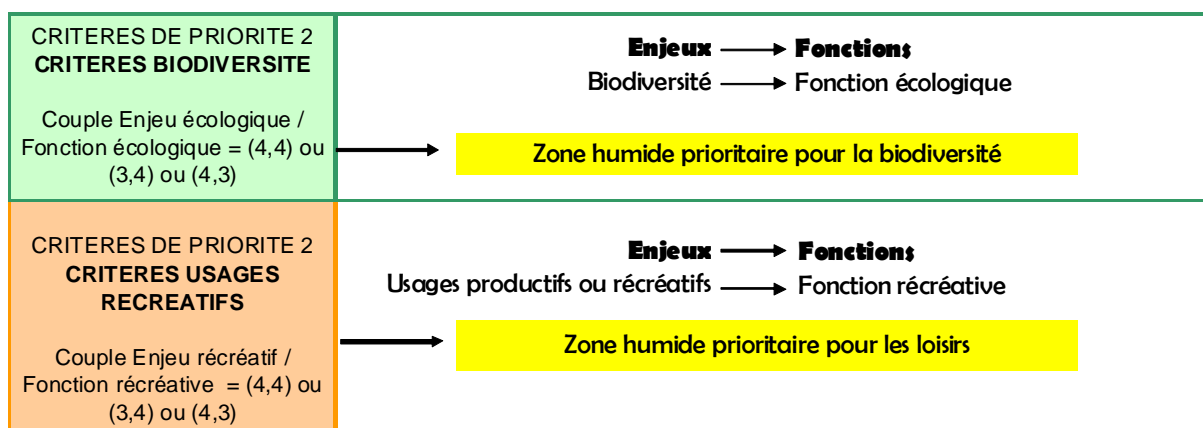 CRITERES DE PRIORITE 2
CRITERES BIODIVERSITE
Couple Enjeu écologique /
Fonction écologique = (4,4) ou
(3,4) ou (4,3)
Enjeux Fonctions
Biodiversité Fonction écologique
Zone humide prioritaire pour la biodiversité
CRITERES DE PRIORITE 2
CRITERES USAGES
RECREATIFS
Couple Enjeu récréatif /
Fonction récréative = (4,4) ou
(3,4) ou (4,3)
Enjeux Fonctions
Usages productifs ou récréatifs Fonction récréative
Zone humide prioritaire pour les loisirs